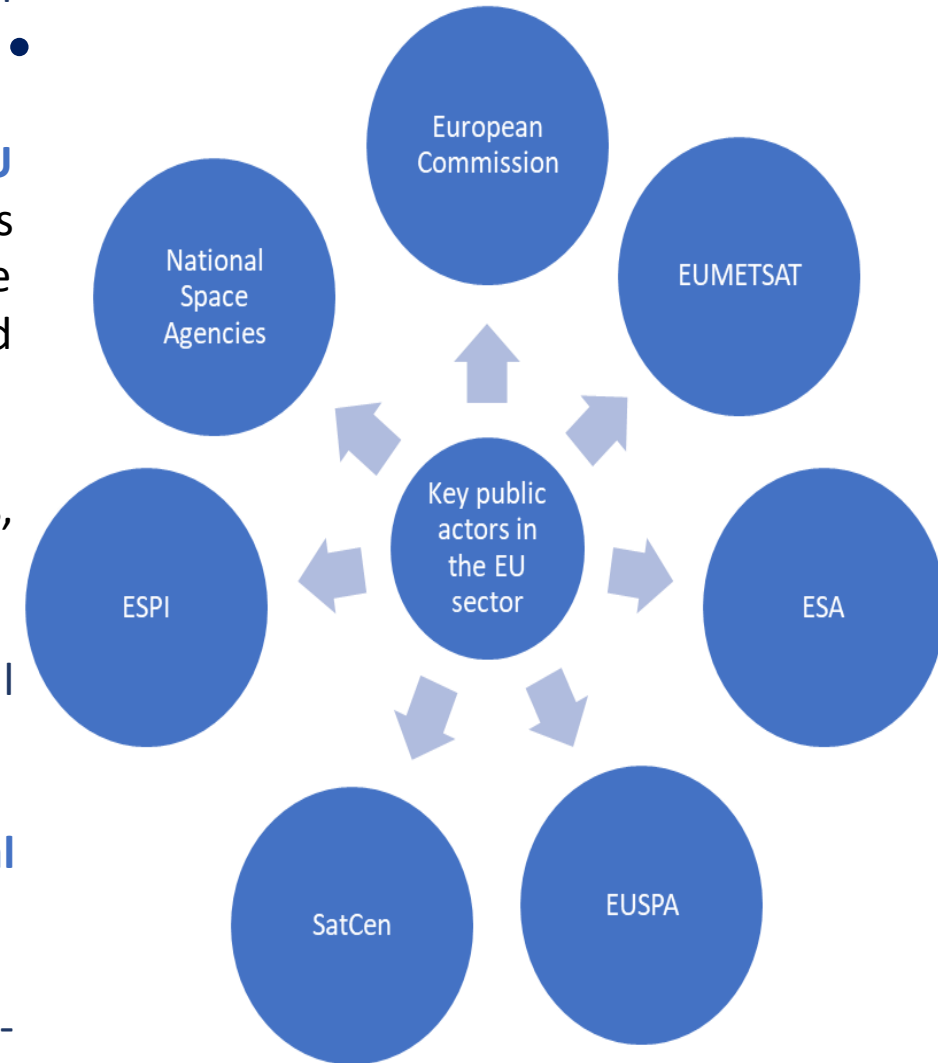 European
Commission
EUMETSAT
ESA
EUSPA
SatCen
ESPI
National
Space
Agencies
Key public
actors in
the EU
sector